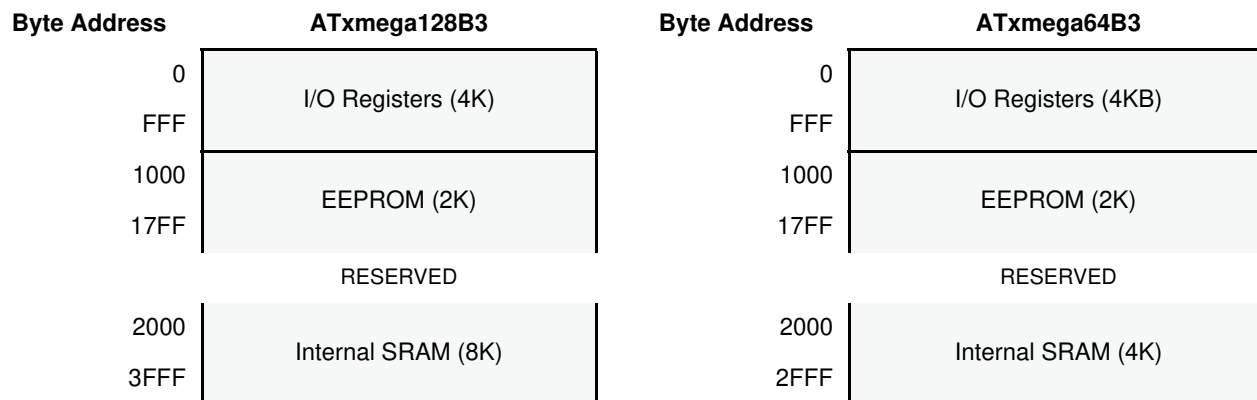 Byte Address ATxmega128B3 Byte Address ATxmega64B3
0 0
I/O Registers (4K) I/O Registers (4KB)
FFF FFF
1000 1000
EEPROM (2K) EEPROM (2K)
17FF 17FF
RESERVED RESERVED
2000 2000
Internal SRAM (8K) Internal SRAM (4K)
3FFF 2FFF